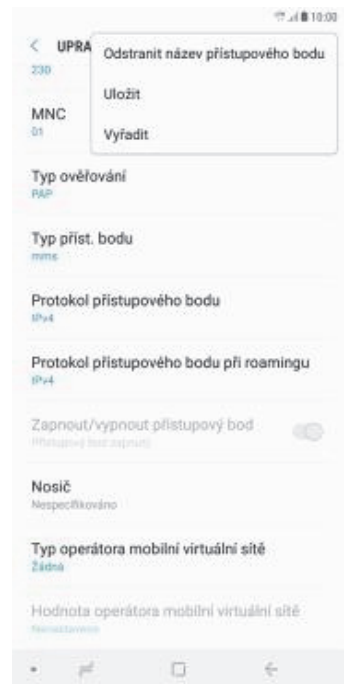 10:00
UPRA
230
Odstranit název přístupového bodu
Uložit
Vyřadit
MNC
01
Typ ověřování
PAP
Typ příst. bodu
mms
Protokol přístupového bodu
IPv4
Protokol přístupového bodu při roamingu
IPv4
Zapnout/vypnout přístupový bod
Přístupový bod zapnutý
Nosič
Nespecifikováno
Typ operátora mobilní virtuální sítě
Žádná
Hodnota operátora mobilní virtuální sítě
Nenastaveno